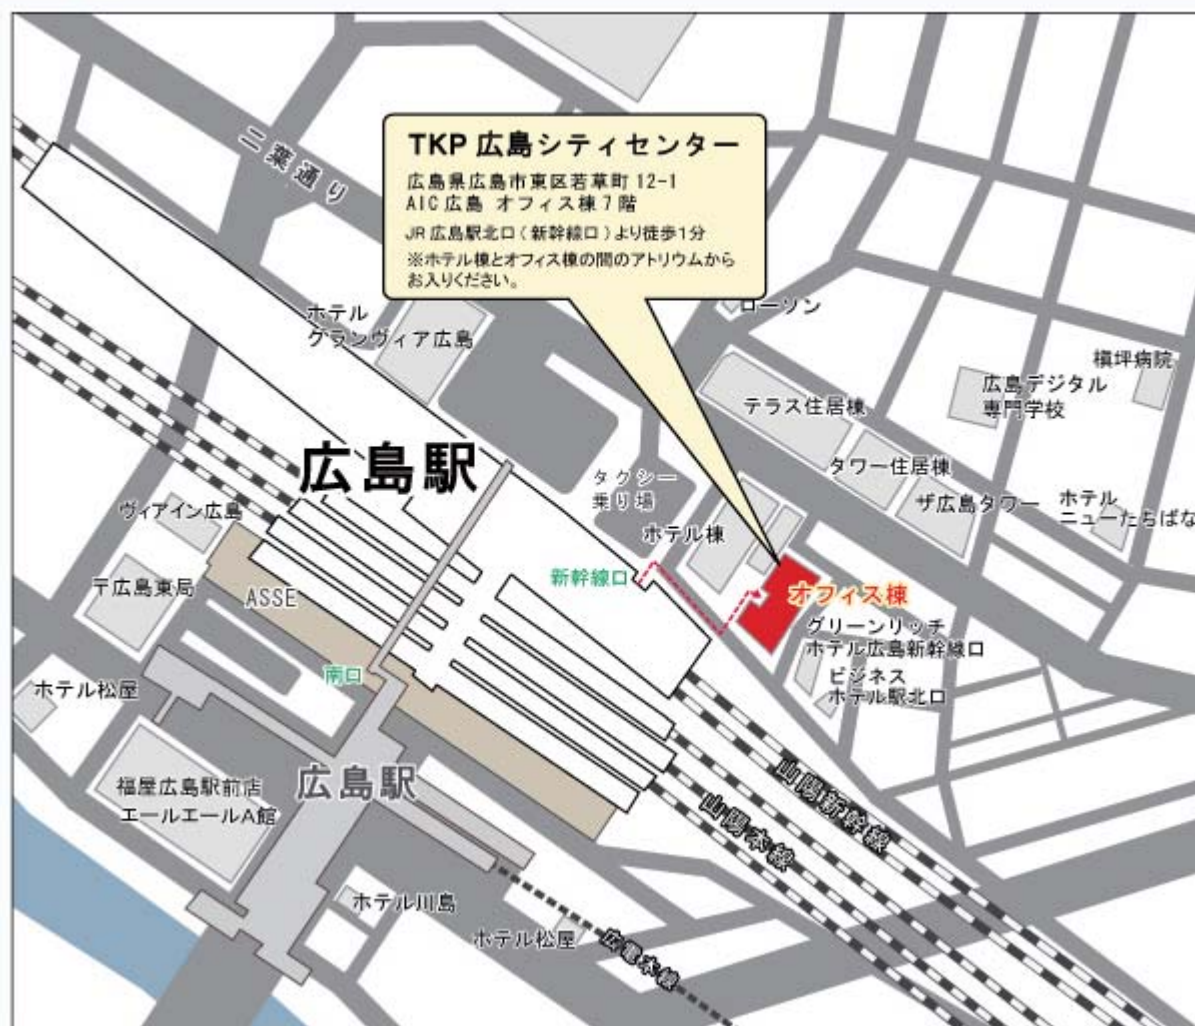 二葉通り
TKP 広島シティセンター
広島県広島市東区若草町 12-1
AIC 広島 オフィス棟 7 階
JR 広島駅北口(新幹線口)より徒歩1分
※ホテル棟とオフィス棟の間のアトリウムから
お入りください。
ホテル
グランヴィア広島
ローソン
槇坪病院
広島デジタル
専門学校
テラス住居棟
タワー住居棟
ザ広島タワー
ホテル
ニューたちばな
広島駅
タクシー
乗り場
ホテル棟
ヴィアイン広島
新幹線口
〒広島東局
ASSE
オフィス棟
グリーンリッチ
ホテル広島新幹線口
ビジネス
ホテル駅北口
南口
ホテル松屋
広島駅
福屋広島駅前店
エールエールA館
山陽新幹線
山陽本線
ホテル川島
ホテル松屋
広電本線